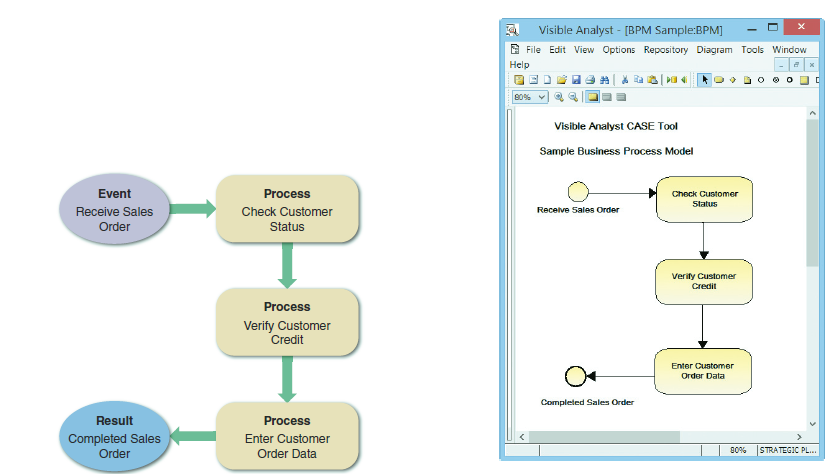 Event
Receive Sales
Order
Process
Check Customer
Status
Process
Verify Customer
Credit
Process
Enter Customer
Order Data
Result
Completed Sales
Order
Visible Analyst - [BPM Sample:BPM]
File Edit View Options Repository Diagram Tools Window
Help
80%
Visible Analyst CASE Tool
Sample Business Process Model
Receive Sales Order
Check Customer
Status
Verify Customer
Credit
Enter Customer
Order Data
Completed Sales Order
80% STRATEGIC PL...